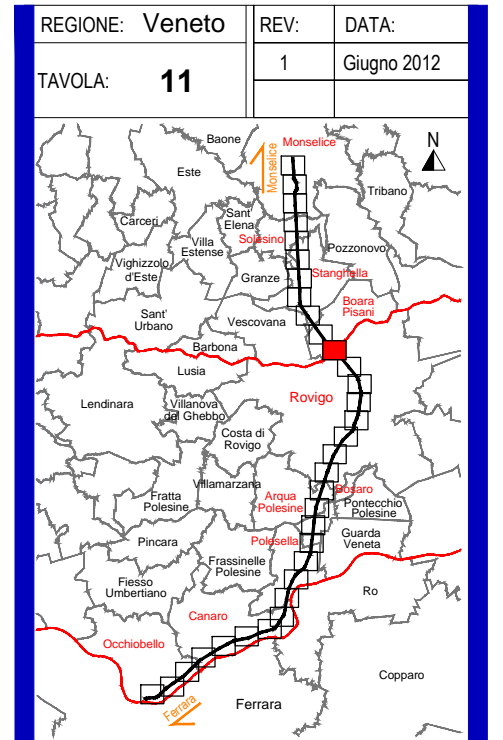 REGIONE: Veneto
REV:
DATA:
TAVOLA: 11
1
Giugno 2012
Baone
Monselice
N
Monselice
Este
Tribano
Carceri
Sant'
Elena
Villa
Estense
Solesino
Pozzonovo
Vighizzolo
d'Este
Granze
Stanghella
Boara
Pisani
Sant'
Urbano
Vescovana
Barbona
Lusia
Lendinara
Villanova
del Ghebbo
Rovigo
Costa di
Rovigo
Villamarzana
Fratta
Polesine
Arqua
Polesine
Bosaro
Pontecchio
Polesine
Pincara
Polesella
Guarda
Veneta
Frassinelle
Polesine
Fiesso
Umbertiano
Ro
Canaro
Occhiobello
Copparo
Ferrara
Ferrara